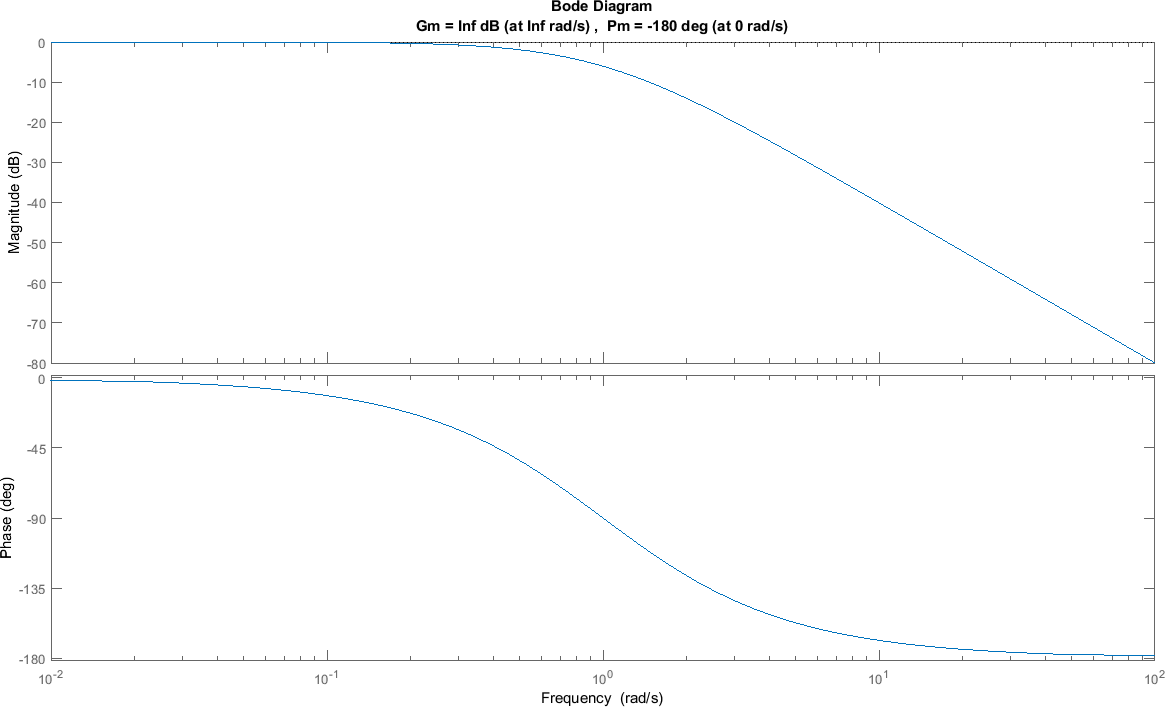 Bode Diagram
Gm = Inf dB (at Inf rad/s) ,  Pm = -180 deg (at 0 rad/s)
Magnitude (dB)
0
-10
-20
-30
-40
-50
-60
-70
-80
Phase (deg)
0
-45
-90
-135
-180
10^-2 10^-1 10^0 10^1 10^2
Frequency  (rad/s)